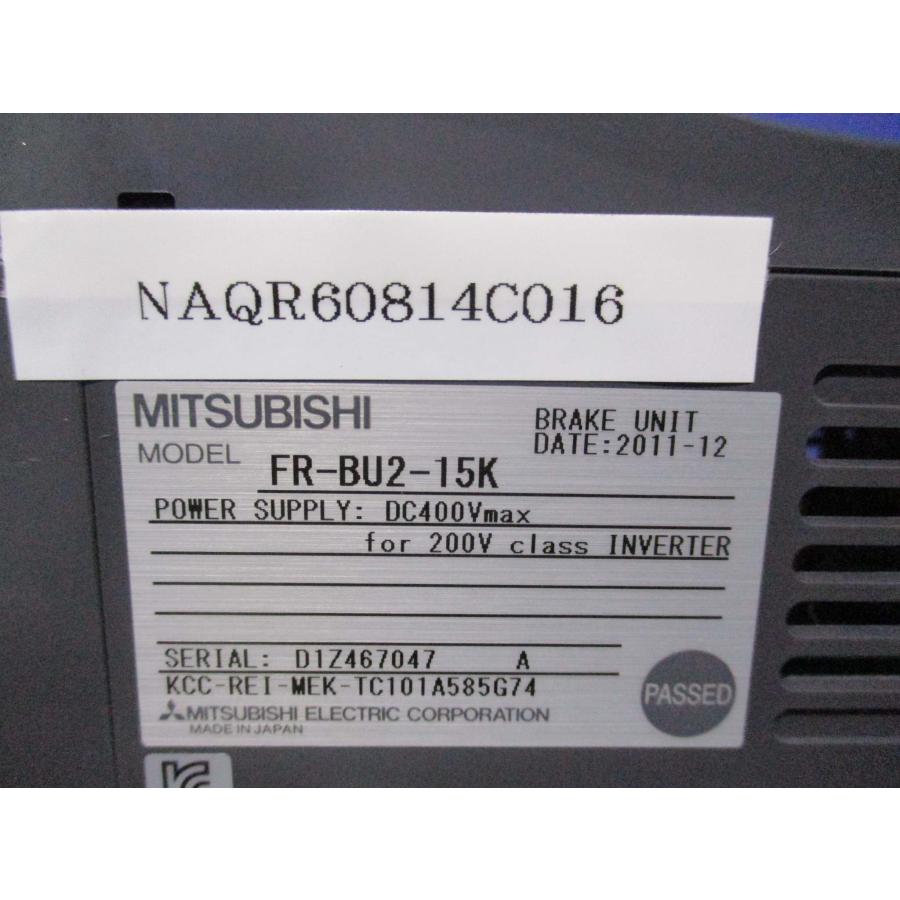 NAQR60814C016
MITSUBISHI
BRAKE UNIT
DATE:2011-12
MODEL FR-BU2-15K
POWER SUPPLY: DC400Vmax
for 200V class INVERTER
SERIAL: D1Z467047 A
KCC-REI-MEK-TC101A585G74
MITSUBISHI ELECTRIC CORPORATION
MADE IN JAPAN
PASSED